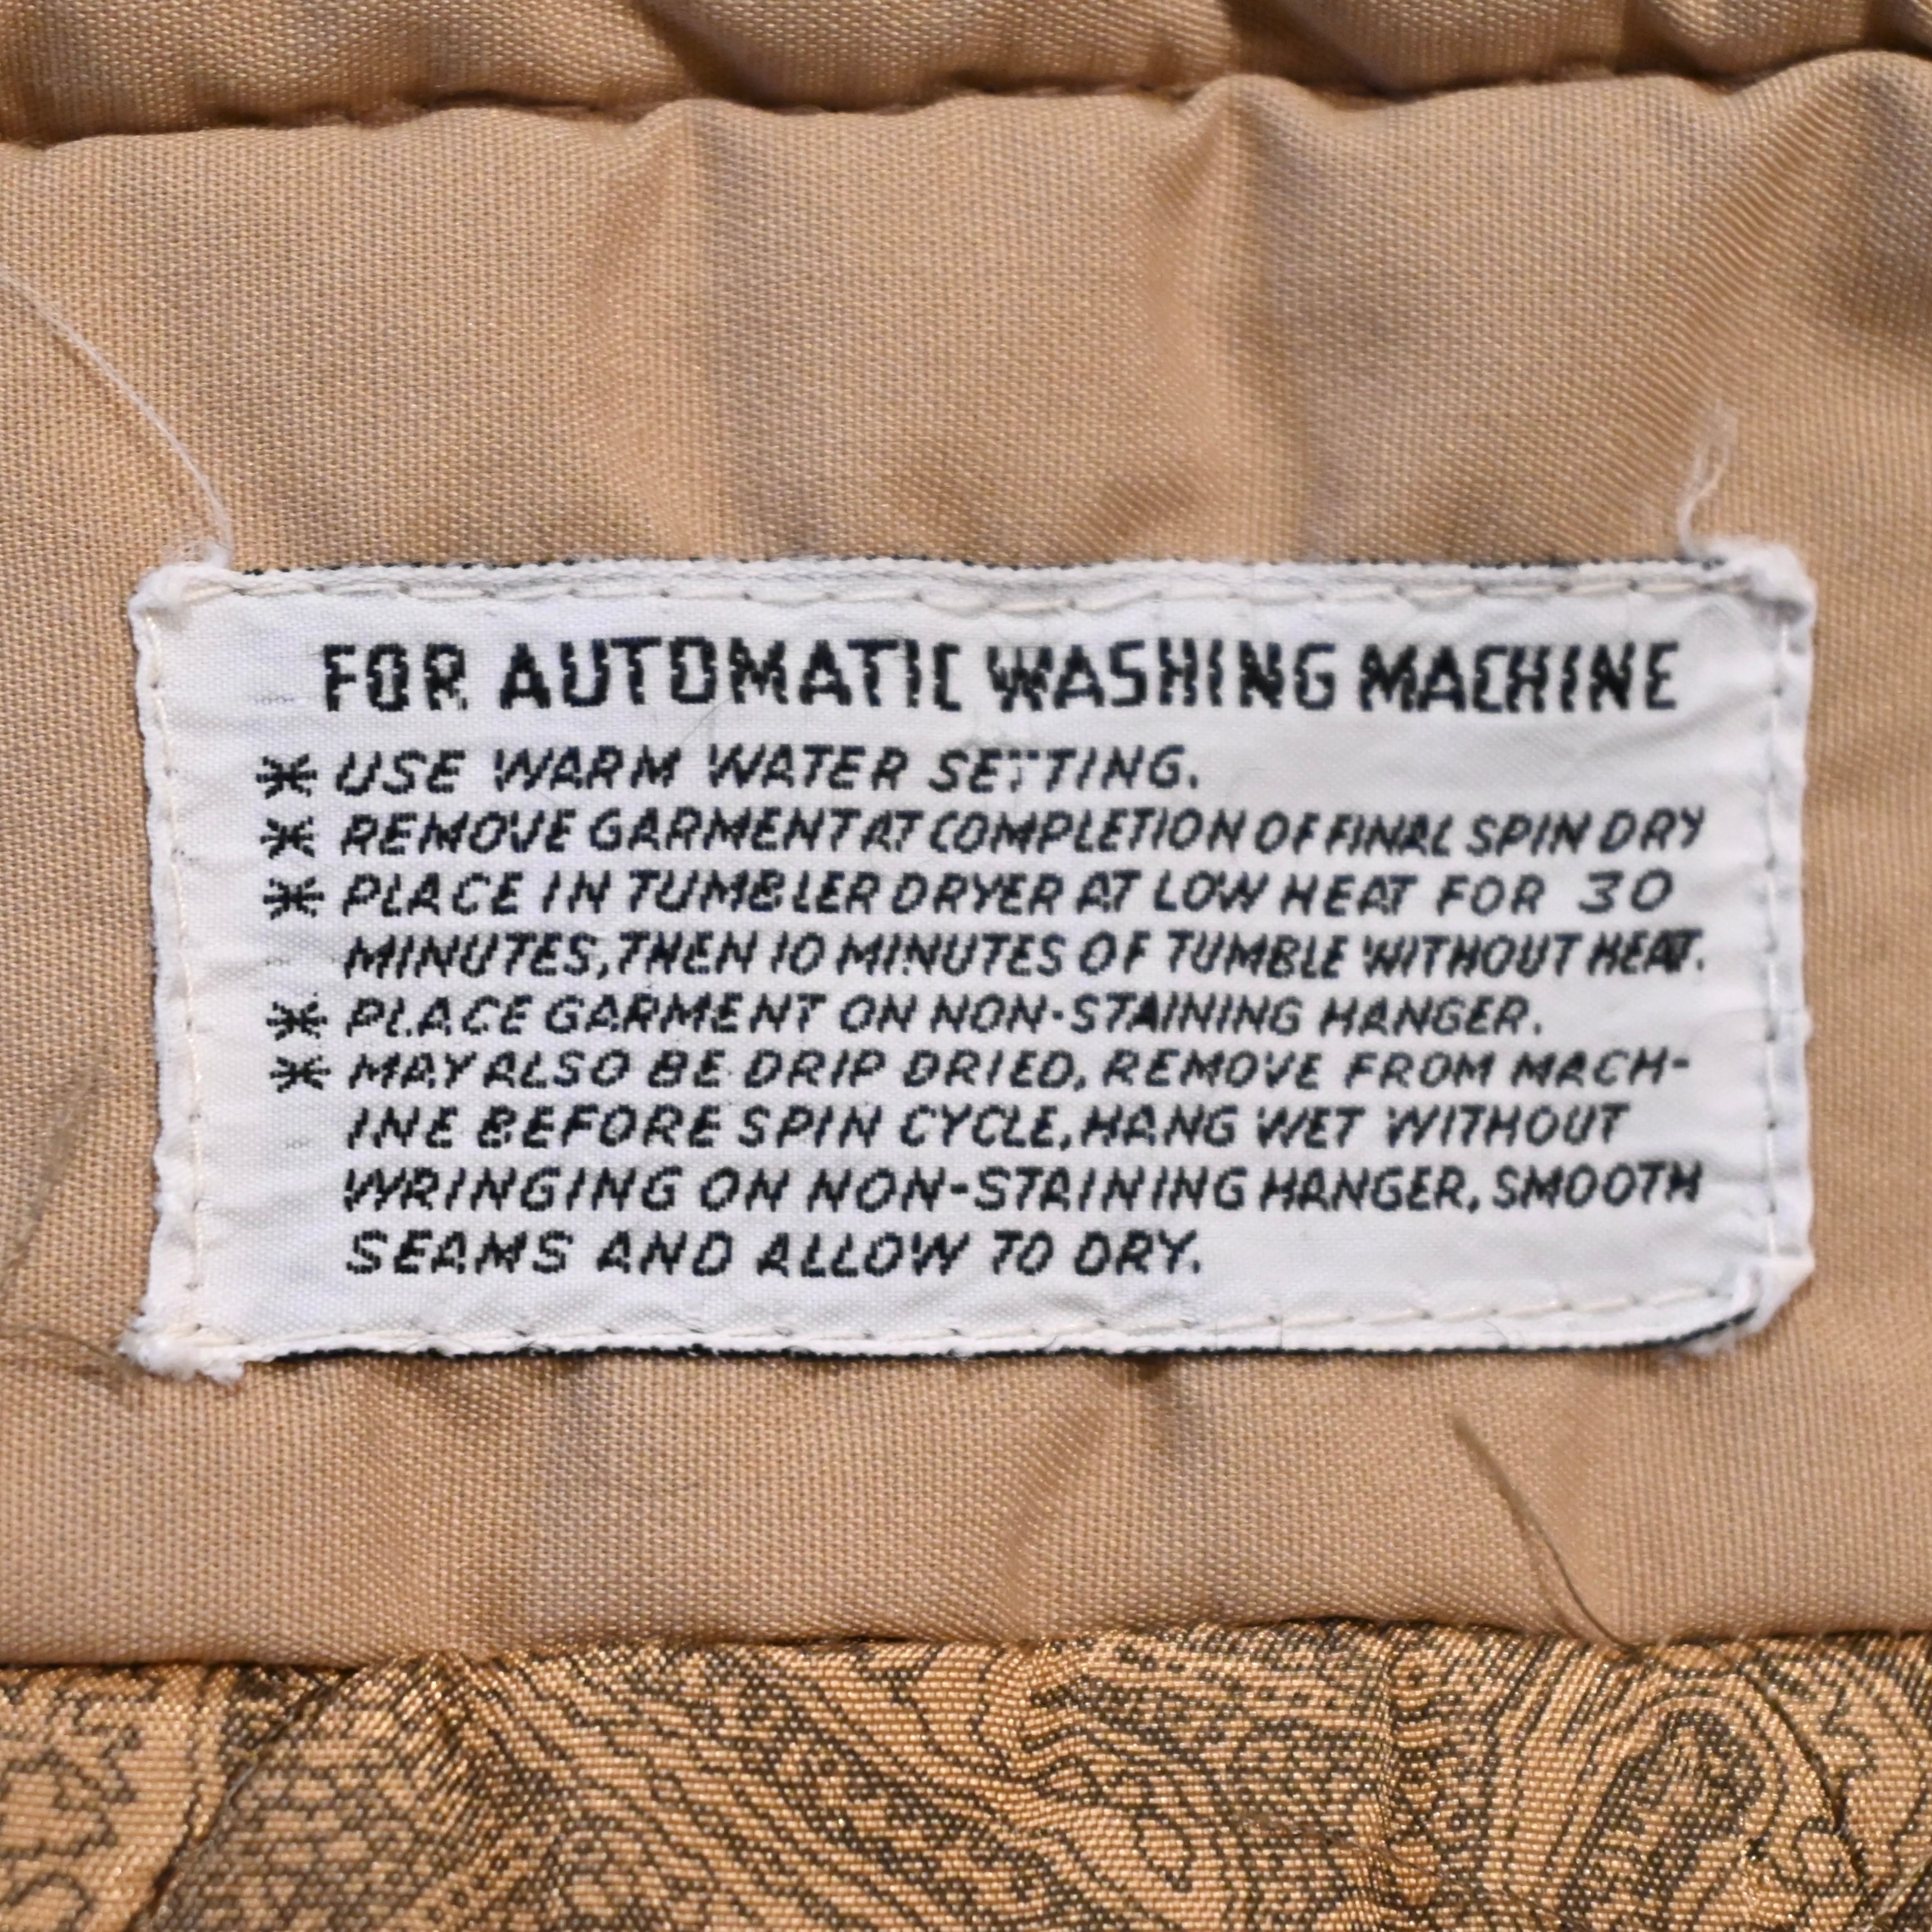 FOR AUTOMATIC WASHING MACHINE
* USE WARM WATER SETTING.
* REMOVE GARMENT AT COMPLETION OF FINAL SPIN DRY
* PLACE IN TUMBLER DRYER AT LOW HEAT FOR 30
MINUTES, THEN 10 MINUTES OF TUMBLE WITHOUT HEAT.
* PLACE GARMENT ON NON-STAINING HANGER.
* MAY ALSO BE DRIP DRIED, REMOVE FROM MACH-
INE BEFORE SPIN CYCLE, HANG WET WITHOUT
WRINGING ON NON-STAINING HANGER, SMOOTH
SEAMS AND ALLOW TO DRY.